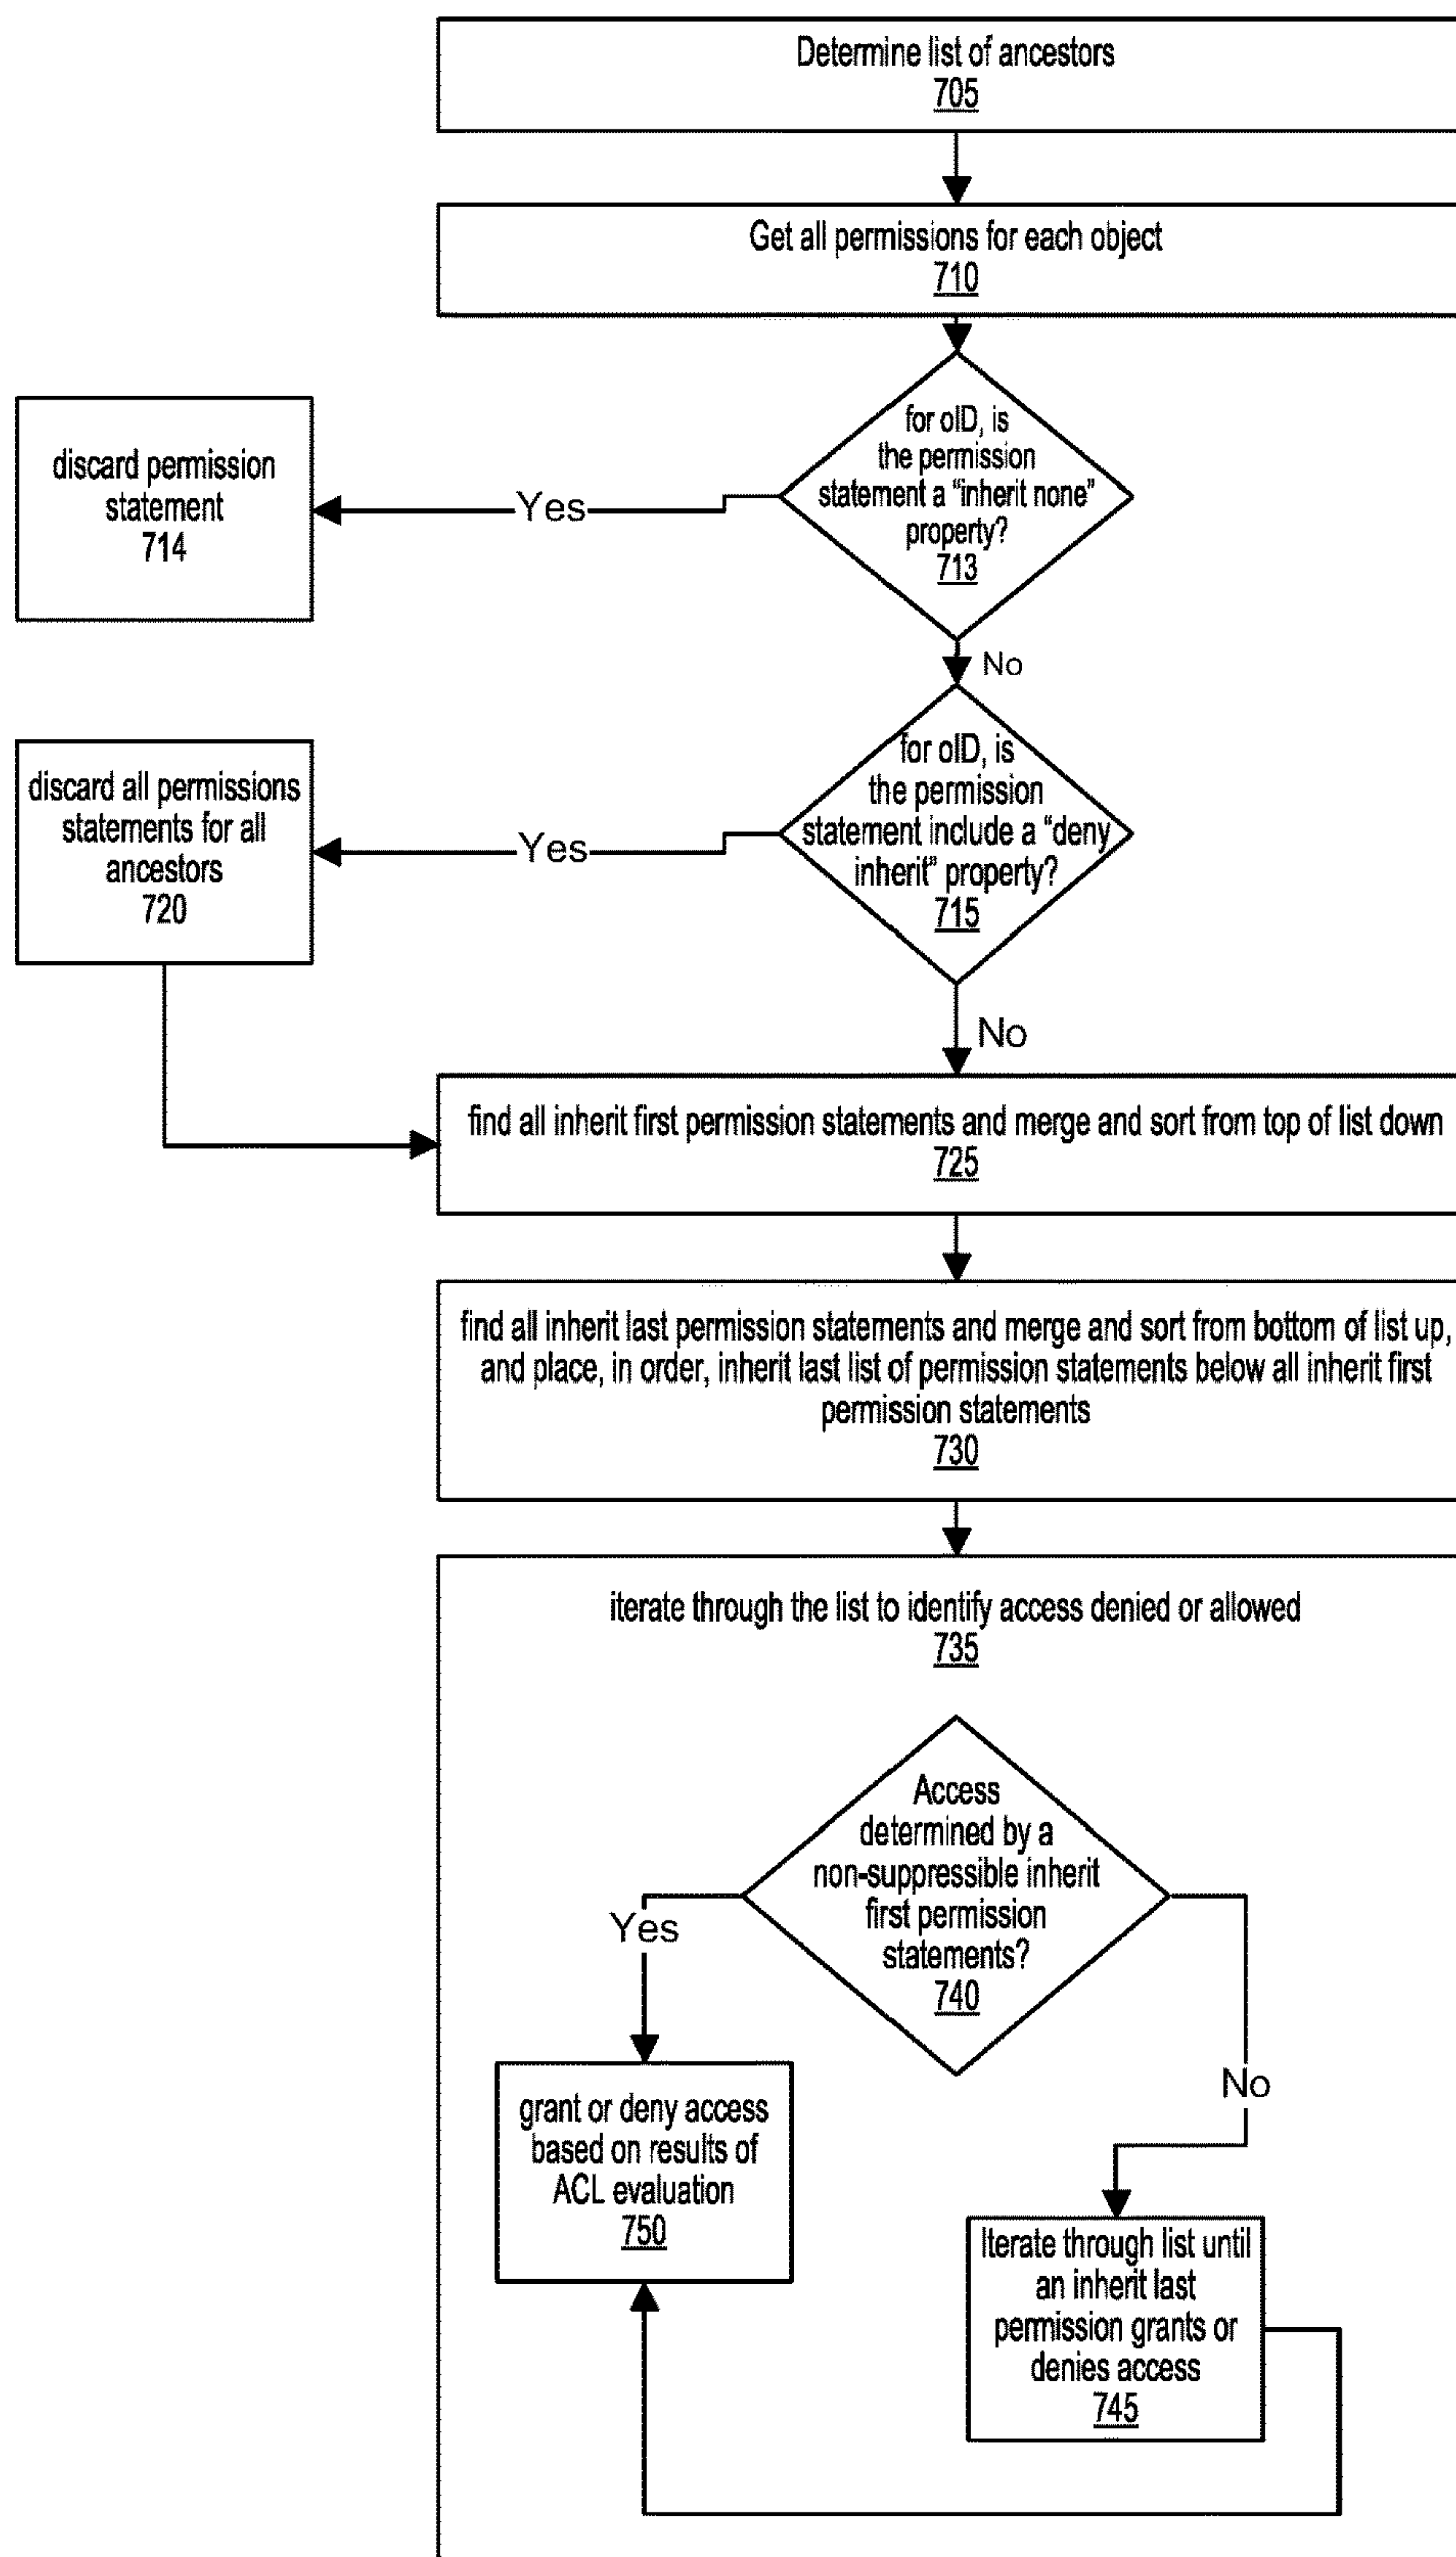 Determine list of ancestors
705
Get all permissions for each object
710
for oID, is
the permission
statement a “inherit none”
property?
713
Yes
discard permission
statement
714
No
for oID, is
the permission
statement include a “deny
inherit” property?
715
Yes
discard all permissions
statements for all
ancestors
720
No
find all inherit first permission statements and merge and sort from top of list down
725
find all inherit last permission statements and merge and sort from bottom of list up,
and place, in order, inherit last list of permission statements below all inherit first
permission statements
730
iterate through the list to identify access denied or allowed
735
Access
determined by a
non-suppressible inherit
first permission
statements?
740
Yes
No
grant or deny access
based on results of
ACL evaluation
750
Iterate through list until
an inherit last
permission grants or
denies access
745